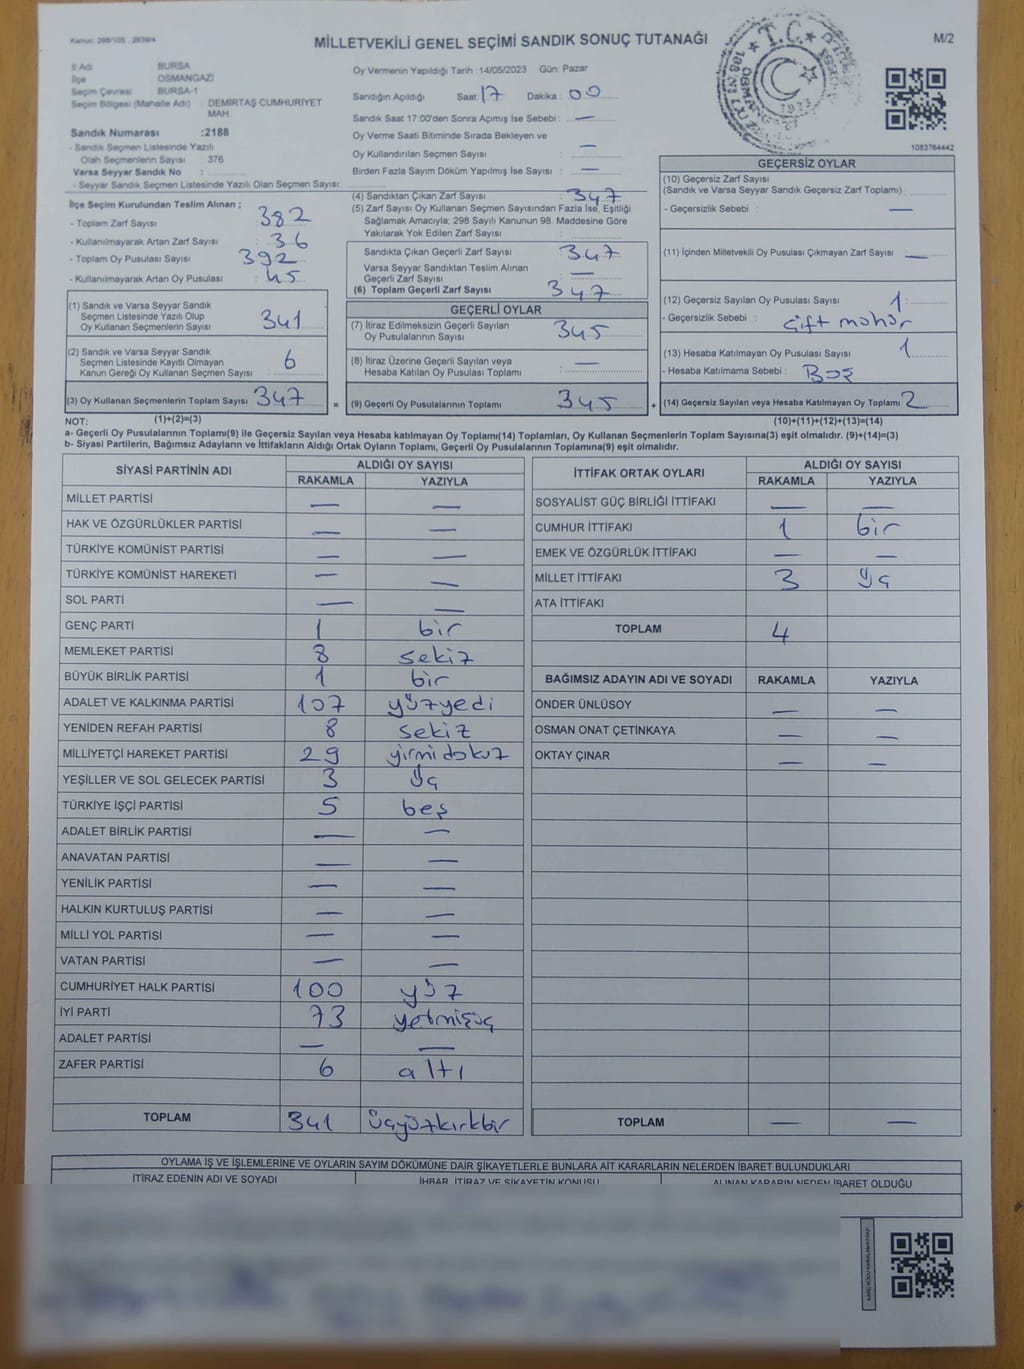 Kanun: 298/105 , 2839/4
MİLLETVEKİLİ GENEL SEÇİMİ SANDIK SONUÇ TUTANAĞI
M/2
İl Adı : BURSA
İlçe : OSMANGAZİ
Seçim Çevresi : BURSA-1
Seçim Bölgesi (Mahalle Adı) : DEMİRTAŞ CUMHURİYET MAH
Sandık Numarası :2188
- Sandık Seçmen Listesinde Yazılı Olan Seçmenlerin Sayısı : 376
Varsa Seyyar Sandık No :
- Seyyar Sandık Seçmen Listesinde Yazılı Olan Seçmen Sayısı:
Oy Vermenin Yapıldığı Tarih :14/05/2023 Gün: Pazar
Sandığın Açıldığı Saat: 17 Dakika : 00
Sandık Saat 17:00'den Sonra Açımış İse Sebebi : —
Oy Verme Saati Bitiminde Sırada Bekleyen ve
Oy Kullandırılan Seçmen Sayısı : —
Birden Fazla Sayım Döküm Yapılmış İse Sayısı : —
T.C.
1923
1083764442
İlçe Seçim Kurulundan Teslim Alınan ;
- Toplam Zarf Sayısı : 382
- Kullanılmayarak Artan Zarf Sayısı : 36
- Toplam Oy Pusulası Sayısı : 392
- Kullanılmayarak Artan Oy Pusulası : 45
(1) Sandık ve Varsa Seyyar Sandık
Seçmen Listesinde Yazılı Olup
Oy Kullanan Seçmenlerin Sayısı : 341
(2) Sandık ve Varsa Seyyar Sandık
Seçmen Listesinde Kayıtlı Olmayan
Kanun Gereği Oy Kullanan Seçmen Sayısı : 6
(3) Oy Kullanan Seçmenlerin Toplam Sayısı : 347 =
(4) Sandıktan Çıkan Zarf Sayısı : 347
(5) Zarf Sayısı Oy Kullanan Seçmen Sayısından Fazla İse, Eşitliği
Sağlamak Amacıyla; 298 Sayılı Kanunun 98. Maddesine Göre
Yakılarak Yok Edilen Zarf Sayısı :
Sandıkta Çıkan Geçerli Zarf Sayısı : 347
Varsa Seyyar Sandıktan Teslim Alınan
Geçerli Zarf Sayısı : —
(6) Toplam Geçerli Zarf Sayısı : 347
GEÇERLİ OYLAR
(7) İtiraz Edilmeksizin Geçerli Sayılan
Oy Pusulalarının Sayısı : 345
(8) İtiraz Üzerine Geçerli Sayılan veya
Hesaba Katılan Oy Pusulası Toplamı : —
(9) Geçerli Oy Pusulalarının Toplamı : 345 +
GEÇERSİZ OYLAR
(10) Geçersiz Zarf Sayısı
(Sandık ve Varsa Seyyar Sandık Geçersiz Zarf Toplamı) :
- Geçersizlik Sebebi : —
(11) İçinden Milletvekili Oy Pusulası Çıkmayan Zarf Sayısı : —
(12) Geçersiz Sayılan Oy Pusulası Sayısı : 1
- Geçersizlik Sebebi : Çift mühür
(13) Hesaba Katılmayan Oy Pusulası Sayısı : 1
- Hesaba Katılmama Sebebi : Boş
(14) Geçersiz Sayılan veya Hesaba Katılmayan Oy Toplamı : 2
NOT: (1)+(2)=(3) (10)+(11)+(12)+(13)=(14)
a- Geçerli Oy Pusulalarının Toplamı(9) ile Geçersiz Sayılan veya Hesaba katılmayan Oy Toplamı(14) Toplamları, Oy Kullanan Seçmenlerin Toplam Sayısına(3) eşit olmalıdır. (9)+(14)=(3)
b- Siyasi Partilerin, Bağımsız Adayların ve İttifakların Aldığı Ortak Oyların Toplamı, Geçerli Oy Pusulalarının Toplamına(9) eşit olmalıdır.
SİYASİ PARTİNİN ADI ALDIĞI OY SAYISI
RAKAMLA YAZIYLA
MİLLET PARTİSİ — —
HAK VE ÖZGÜRLÜKLER PARTİSİ — —
TÜRKİYE KOMÜNİST PARTİSİ — —
TÜRKİYE KOMÜNİST HAREKETİ — —
SOL PARTİ — —
GENÇ PARTİ 1 bir
MEMLEKET PARTİSİ 8 sekiz
BÜYÜK BİRLİK PARTİSİ 1 bir
ADALET VE KALKINMA PARTİSİ 107 yüzyedi
YENİDEN REFAH PARTİSİ 8 sekiz
MİLLİYETÇİ HAREKET PARTİSİ 29 yirmidokuz
YEŞİLLER VE SOL GELECEK PARTİSİ 3 üç
TÜRKİYE İŞÇİ PARTİSİ 5 beş
ADALET BİRLİK PARTİSİ — —
ANAVATAN PARTİSİ — —
YENİLİK PARTİSİ — —
HALKIN KURTULUŞ PARTİSİ — —
MİLLİ YOL PARTİSİ — —
VATAN PARTİSİ — —
CUMHURİYET HALK PARTİSİ 100 yüz
İYİ PARTİ 73 yetmişüç
ADALET PARTİSİ — —
ZAFER PARTİSİ 6 altı
TOPLAM 341 üçyüzkırkbir
İTTİFAK ORTAK OYLARI ALDIĞI OY SAYISI
RAKAMLA YAZIYLA
SOSYALİST GÜÇ BİRLİĞİ İTTİFAKI — —
CUMHUR İTTİFAKI 1 bir
EMEK VE ÖZGÜRLÜK İTTİFAKI — —
MİLLET İTTİFAKI 3 üç
ATA İTTİFAKI
TOPLAM 4
BAĞIMSIZ ADAYIN ADI VE SOYADI RAKAMLA YAZIYLA
ÖNDER ÜNLÜSOY — —
OSMAN ONAT ÇETİNKAYA — —
OKTAY ÇINAR — —
TOPLAM — —
OYLAMA İŞ VE İŞLEMLERİNE VE OYLARIN SAYIM DÖKÜMÜNE DAİR ŞİKAYETLERLE BUNLARA AİT KARARLARIN NELERDEN İBARET BULUNDUKLARI
İTİRAZ EDENİN ADI VE SOYADI İHBAR, İTİRAZ VE ŞİKAYETİN KONUSU ALINAN KARARIN NEDEN İBARET OLDUĞU